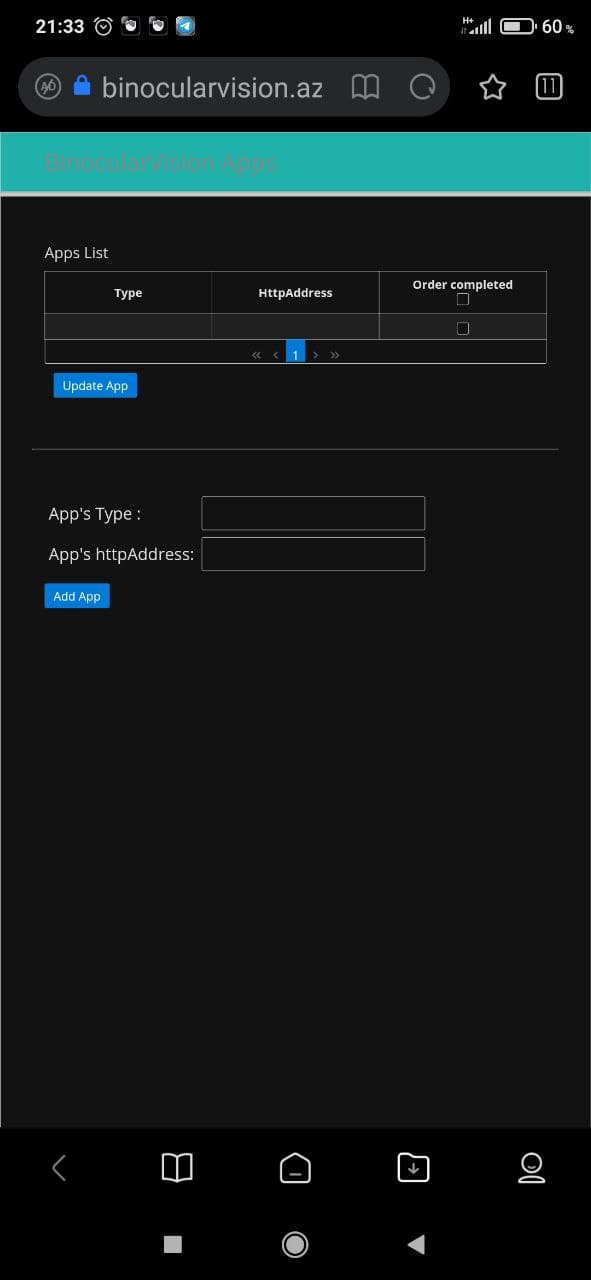 21:33 H+ 60 %
binocularvision.az 11
BinocularVision Apps
Apps List
Type HttpAddress Order completed
« < 1 > »
Update App
App's Type :
App's httpAddress:
Add App